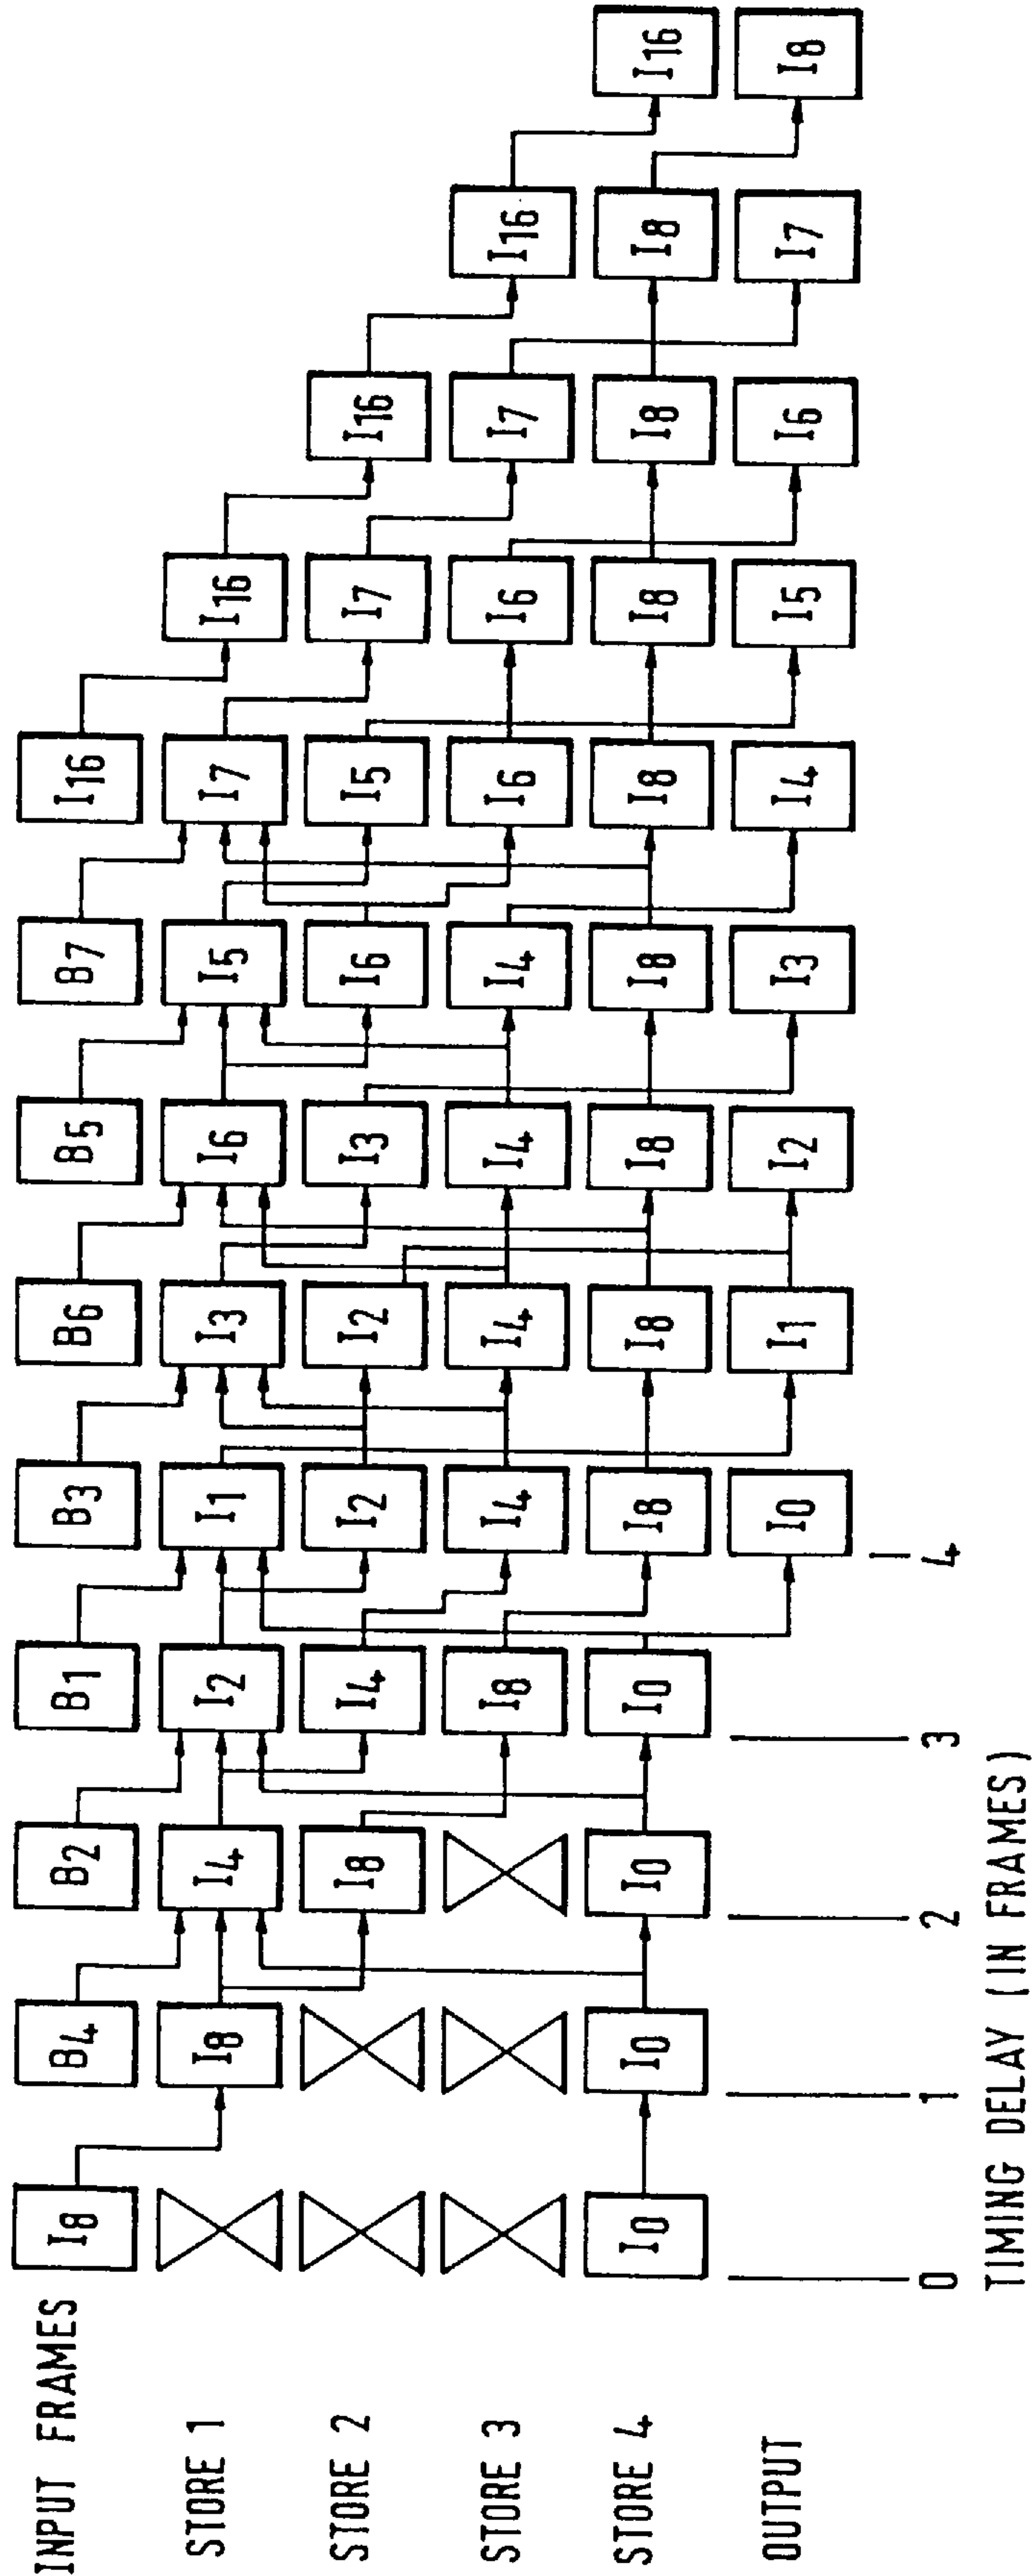 INPUT FRAMES I8 B4 B2 B1 B3 B6 B5 B7 I16
STORE 1 I8 I4 I2 I1 I3 I6 I5 I7 I16
STORE 2 I8 I4 I2 I2 I3 I6 I5 I7 I16
STORE 3 I8 I4 I4 I4 I4 I6 I6 I7 I16
STORE 4 I0 I0 I0 I0 I8 I8 I8 I8 I8 I8 I8 I8 I16
OUTPUT I0 I1 I2 I3 I4 I5 I6 I7 I8
0 1 2 3 4
TIMING DELAY (IN FRAMES)